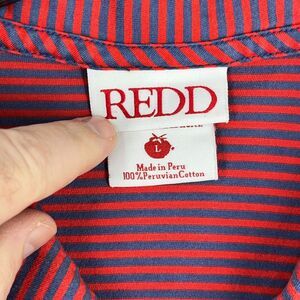 REDD
L
Made in Peru
100% Peruvian Cotton